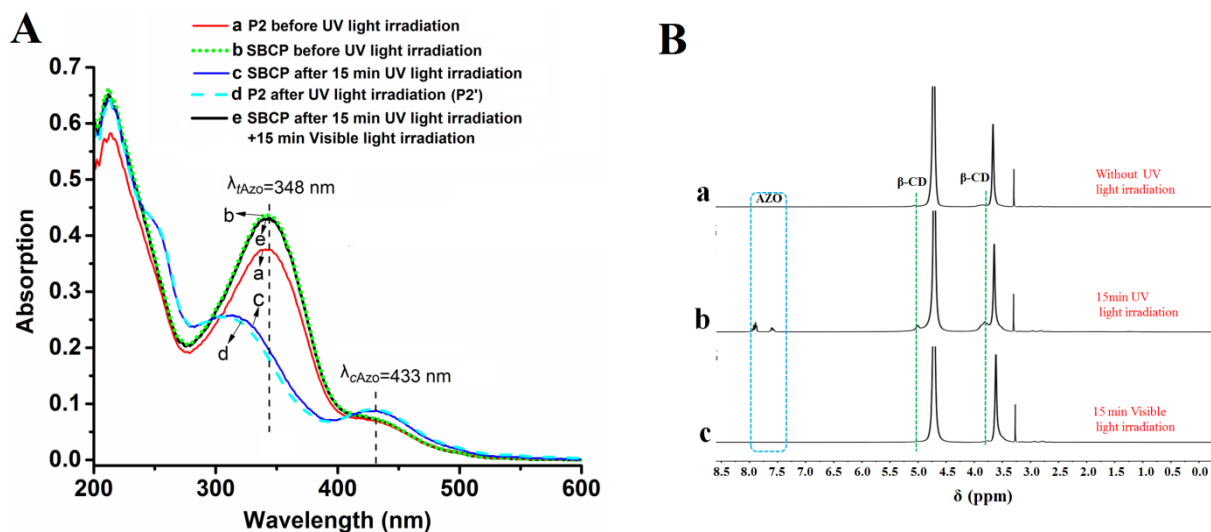 A
a P2 before UV light irradiation
b SBCP before UV light irradiation
c SBCP after 15 min UV light irradiation
d P2 after UV light irradiation (P2')
e SBCP after 15 min UV light irradiation
+15 min Visible light irradiation
0.7
0.6
0.5
0.4
0.3
0.2
0.1
0.0
Absorption
λtAzo=348 nm
b
e
a
c
d
λcAzo=433 nm
200
300
400
500
600
Wavelength (nm)
B
a
AZO
β-CD
β-CD
Without UV
light irradiation
b
15min UV
light irradiation
c
15 min Visible
light irradiation
8.5 8.0 7.5 7.0 6.5 6.0 5.5 5.0 4.5 4.0 3.5 3.0 2.5 2.0 1.5 1.0 0.0
δ (ppm)